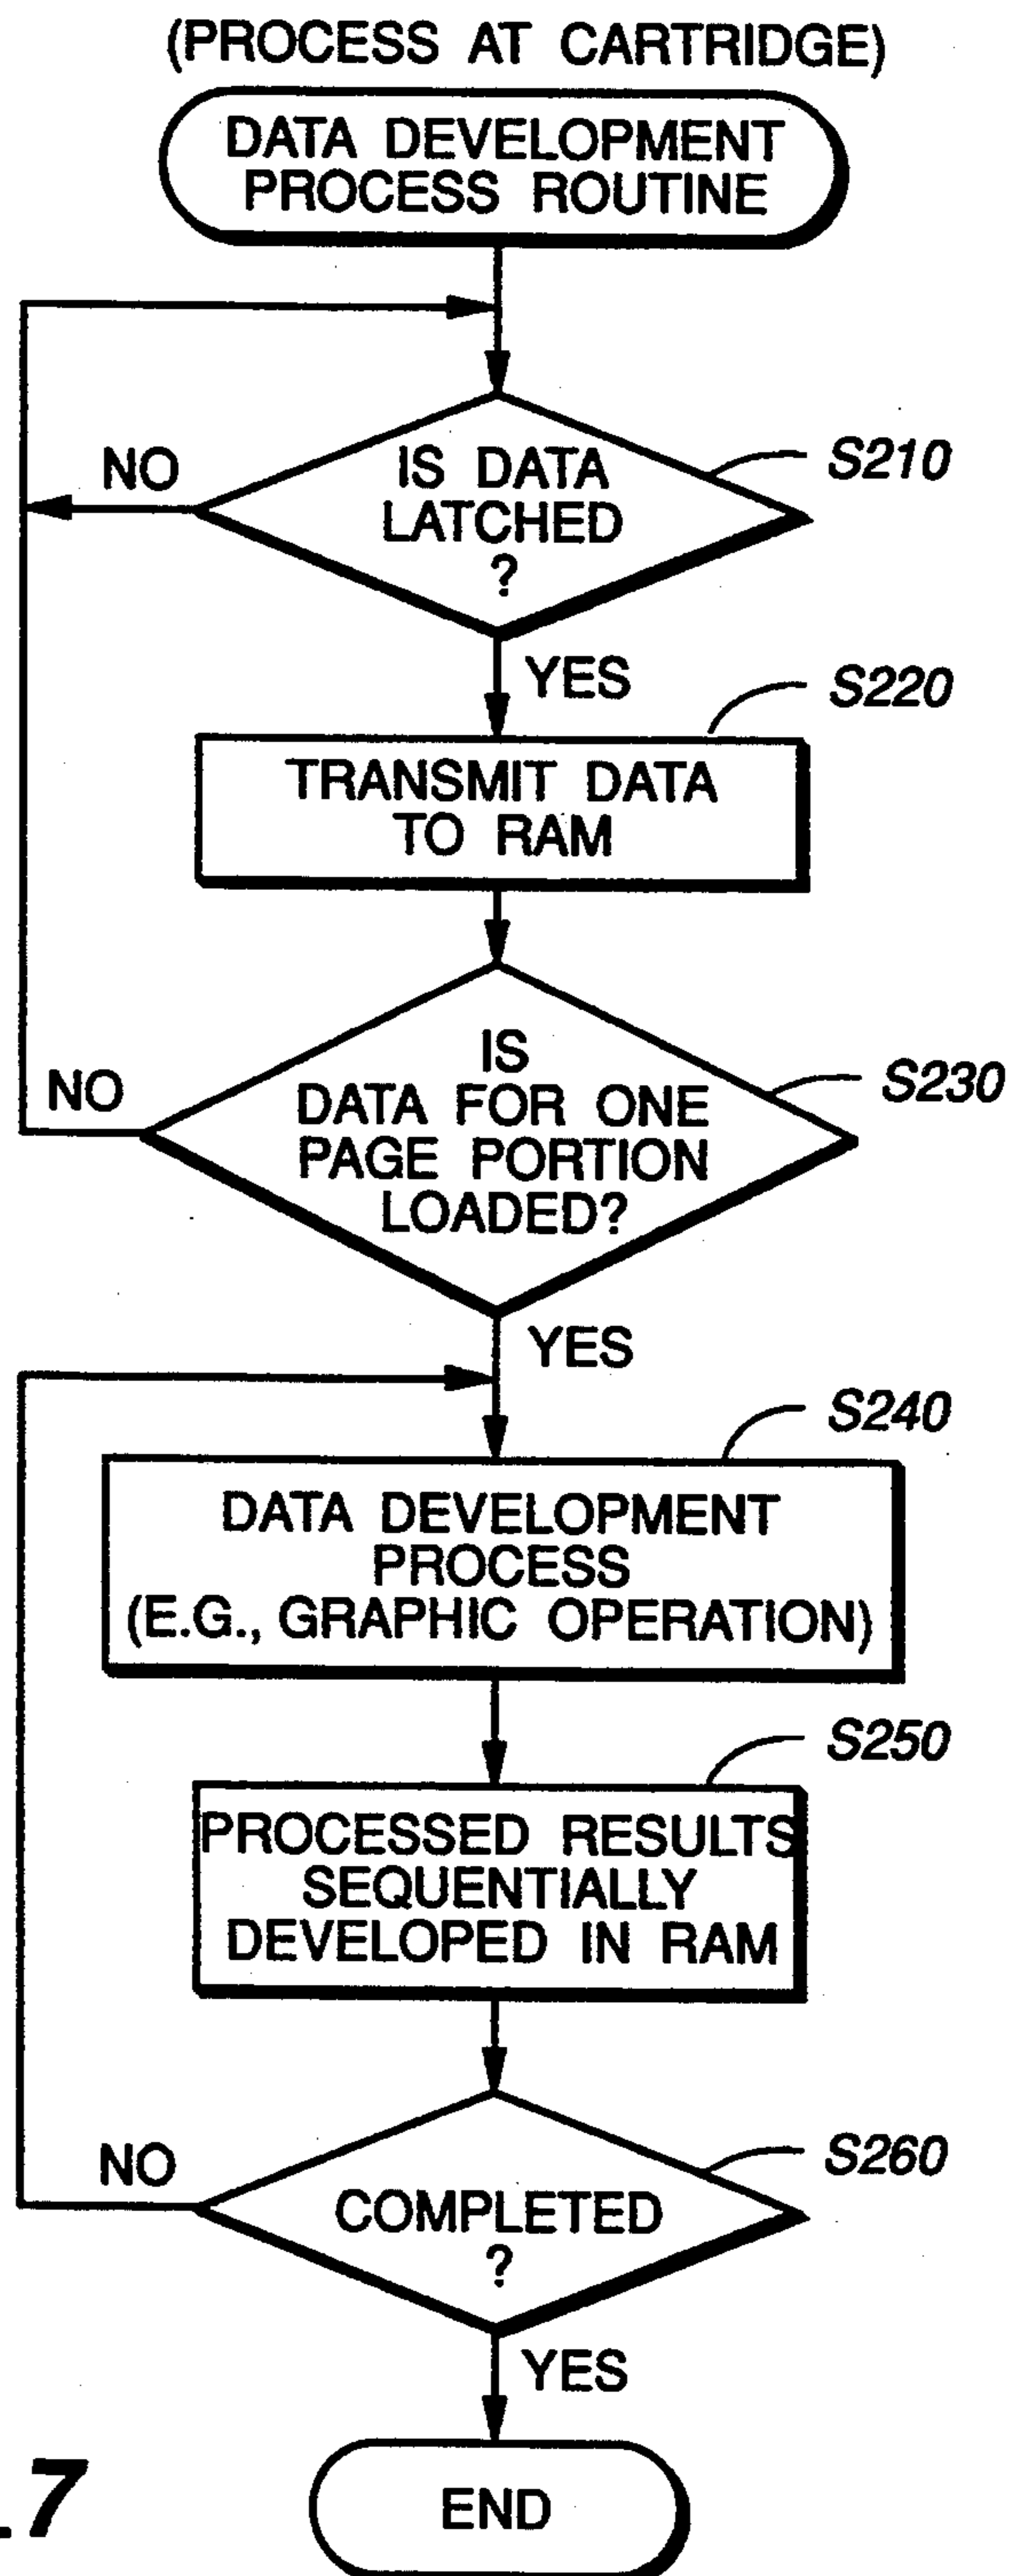 (PROCESS AT CARTRIDGE)
DATA DEVELOPMENT
PROCESS ROUTINE
NO
IS DATA
LATCHED
?
S210
YES
S220
TRANSMIT DATA
TO RAM
NO
IS
DATA FOR ONE
PAGE PORTION
LOADED?
S230
YES
S240
DATA DEVELOPMENT
PROCESS
(E.G., GRAPHIC OPERATION)
S250
PROCESSED RESULTS
SEQUENTIALLY
DEVELOPED IN RAM
NO
COMPLETED
?
S260
YES
END
.7